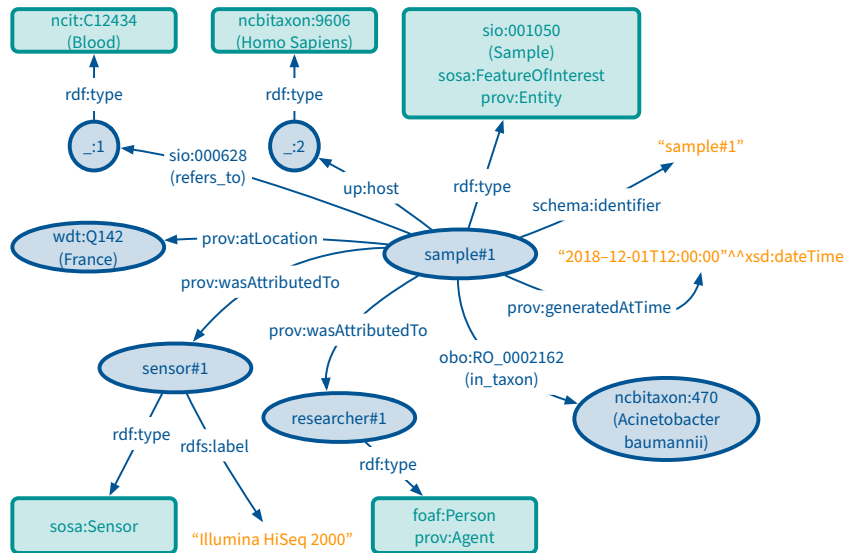 ncit:C12434
(Blood)
ncbitaxon:9606
(Homo Sapiens)
sio:001050
(Sample)
sosa:FeatureOfInterest
prov:Entity
rdf:type
rdf:type
_:1
_:2
sio:000628
(refers_to)
up:host
rdf:type
"sample#1"
schema:identifier
wdt:Q142
(France)
prov:atLocation
sample#1
"2018–12-01T12:00:00"^^xsd:dateTime
prov:wasAttributedTo
prov:generatedAtTime
prov:wasAttributedTo
obo:RO_0002162
(in_taxon)
sensor#1
ncbitaxon:470
(Acinetobacter
baumannii)
researcher#1
rdf:type
rdfs:label
rdf:type
sosa:Sensor
"Illumina HiSeq 2000"
foaf:Person
prov:Agent